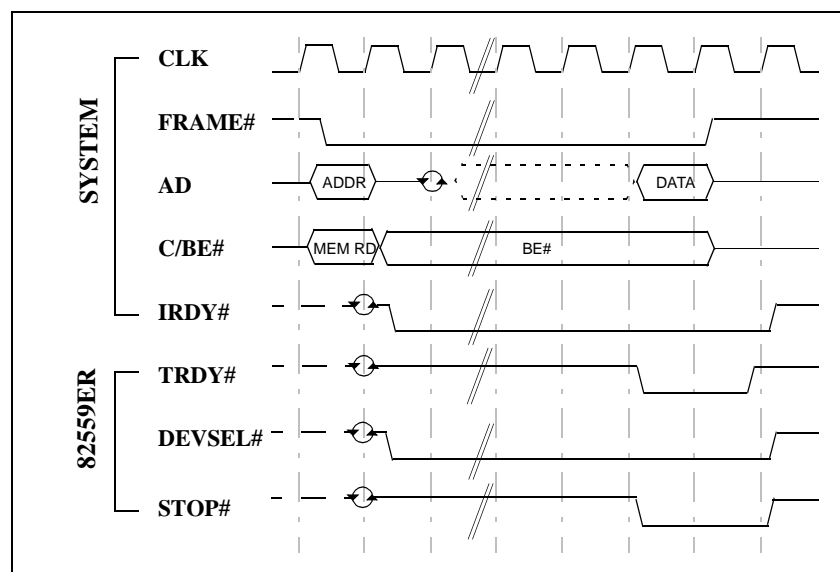 SYSTEM
CLK
FRAME#
AD
ADDR
DATA
C/BE#
MEM RD
BE#
IRDY#
82559ER
TRDY#
DEVSEL#
STOP#